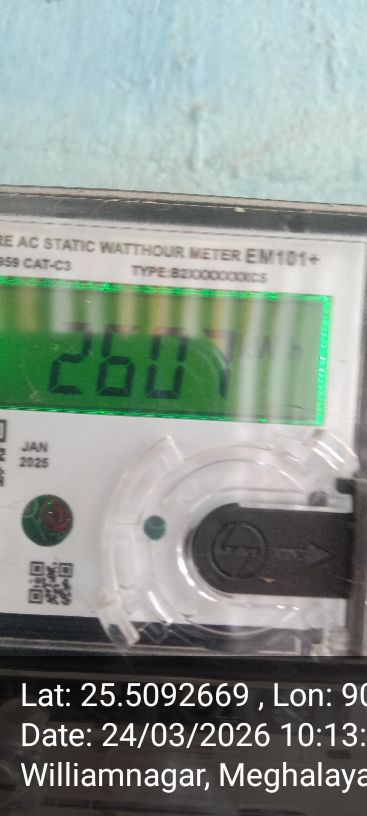 RE AC STATIC WATTHOUR METER EM101+
959 CAT-C3 TYPE:B2XXXXXXXC5
2607
JAN
2025
Lat: 25.5092669 , Lon: 90
Date: 24/03/2026 10:13:
Williamnagar, Meghalaya